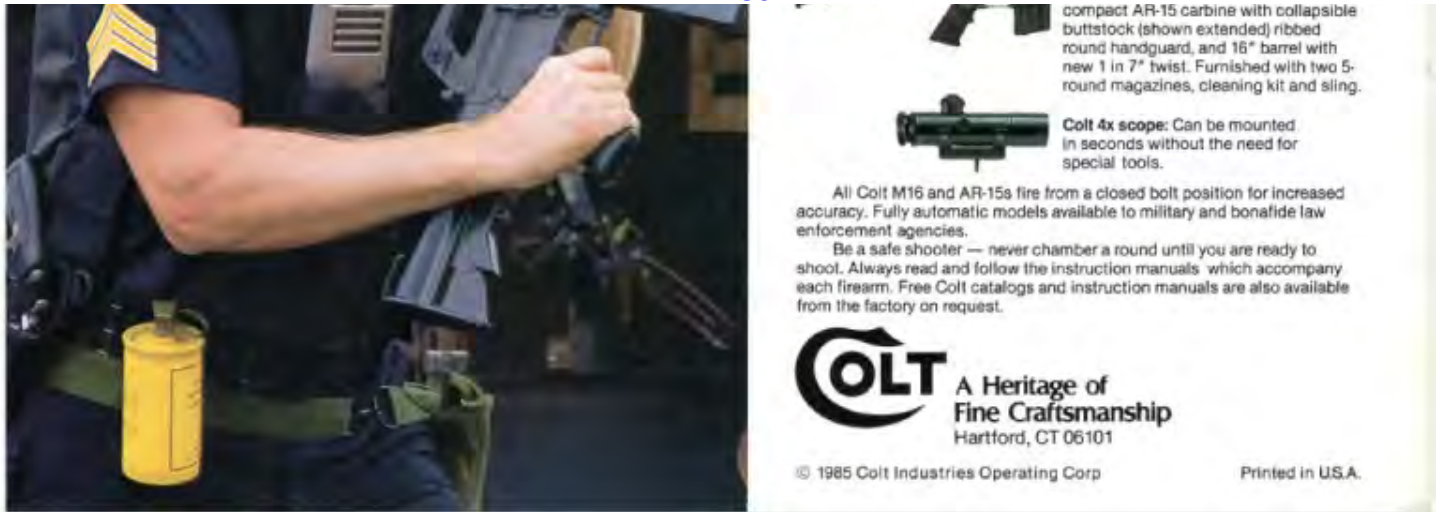 compact AR-15 carbine with collapsible
buttstock (shown extended) ribbed
round handguard, and 16" barrel with
new 1 in 7" twist. Furnished with two 5-
round magazines, cleaning kit and sling.
Colt 4x scope: Can be mounted
in seconds without the need for
special tools.
All Colt M16 and AR-15s fire from a closed bolt position for increased
accuracy. Fully automatic models available to military and bonafide law
enforcement agencies.
Be a safe shooter — never chamber a round until you are ready to
shoot. Always read and follow the instruction manuals which accompany
each firearm. Free Colt catalogs and instruction manuals are also available
from the factory on request.
COLT
A Heritage of
Fine Craftsmanship
Hartford, CT 06101
© 1985 Colt Industries Operating Corp
Printed in U.S.A.